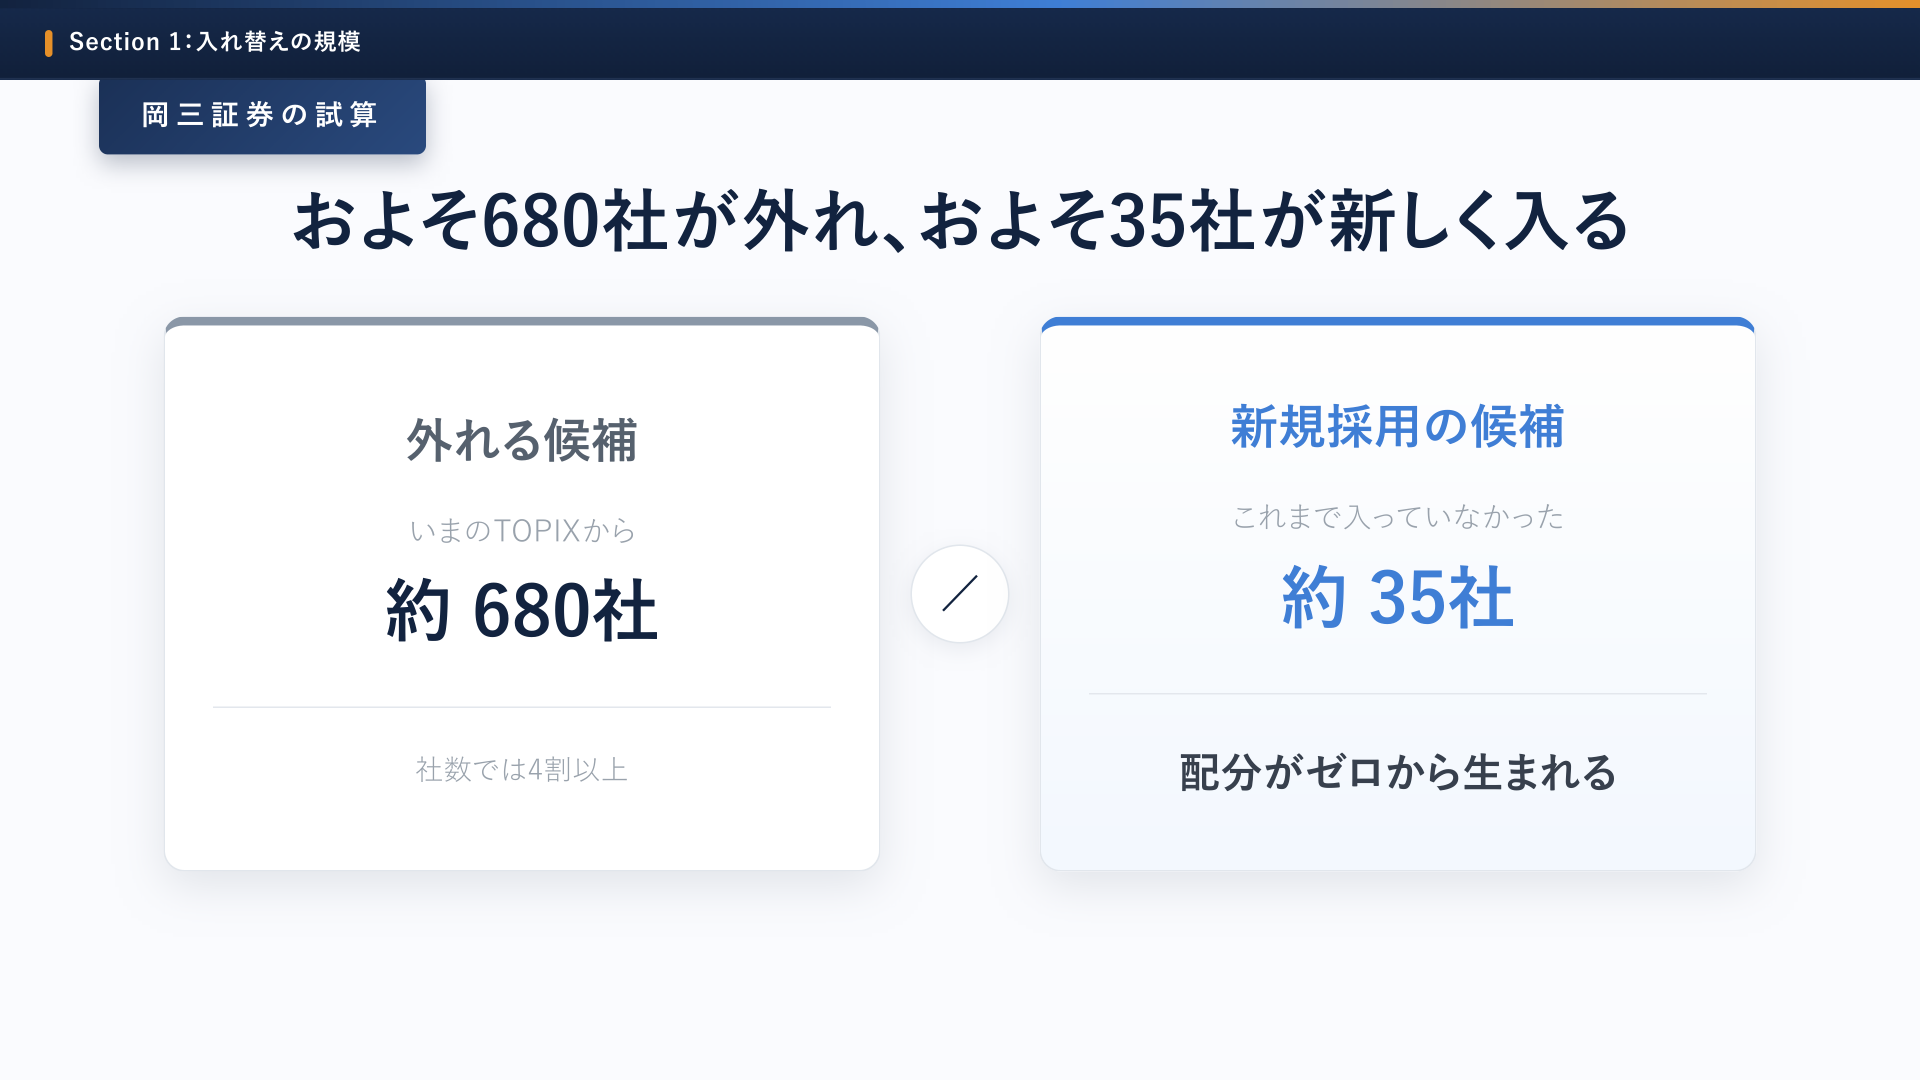 Section 1:入れ替えの規模
岡三証券の試算
およそ680社が外れ、およそ35社が新しく入る
外れる候補
いまのTOPIXから
約 680社
社数では4割以上
／
新規採用の候補
これまで入っていなかった
約 35社
配分がゼロから生まれる